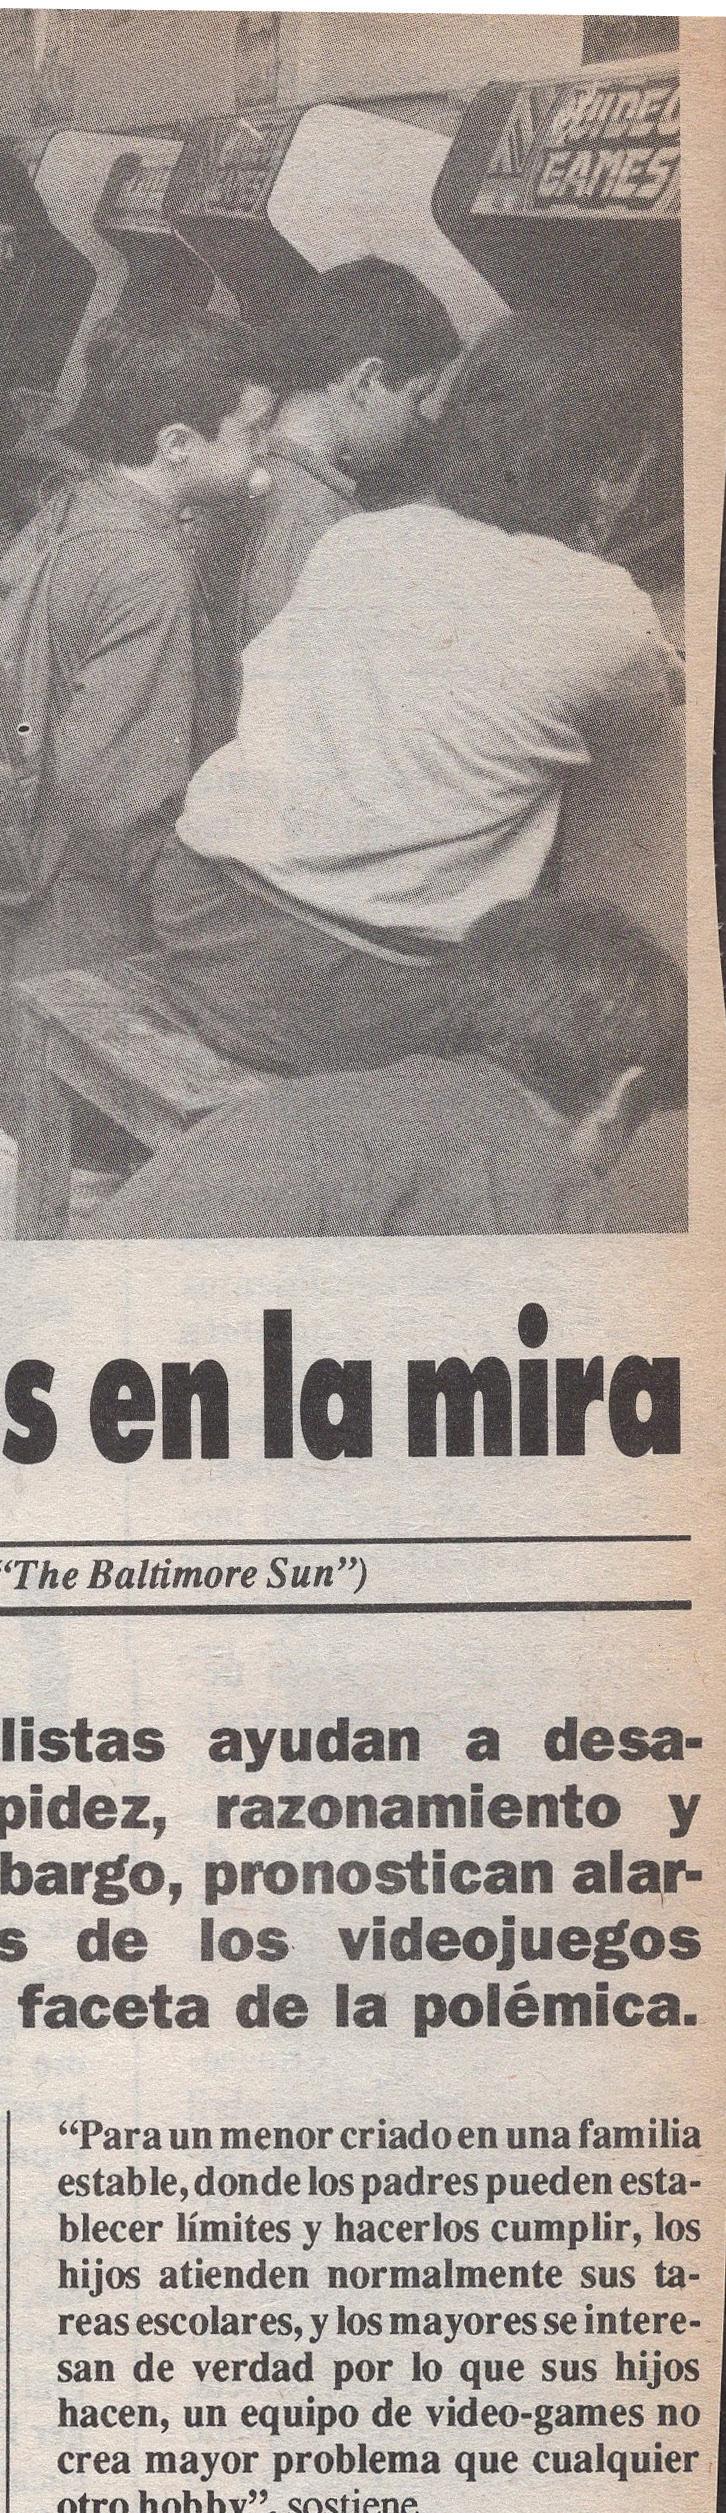 VIDEO
GAMES
s en la mira
“The Baltimore Sun”)
listas ayudan a desa-
pidez, razonamiento y
bargo, pronostican alar-
s de los videojuegos
faceta de la polémica.
“Para un menor criado en una familia
estable, donde los padres pueden esta-
blecer límites y hacerlos cumplir, los
hijos atienden normalmente sus ta-
reas escolares, y los mayores se intere-
san de verdad por lo que sus hijos
hacen, un equipo de video-games no
crea mayor problema que cualquier
otro hobby”, sostiene